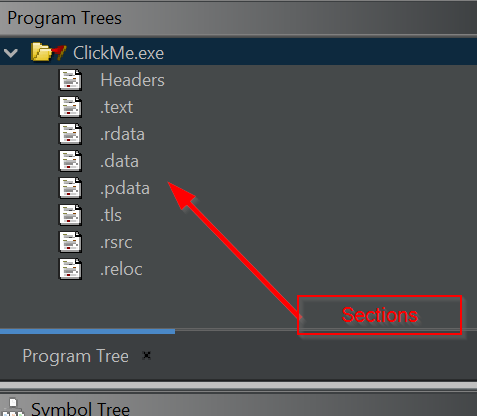 Program Trees
ClickMe.exe
Headers
.text
.rdata
.data
.pdata
.tls
.rsrc
.reloc
Sections
Program Tree ×
Symbol Tree